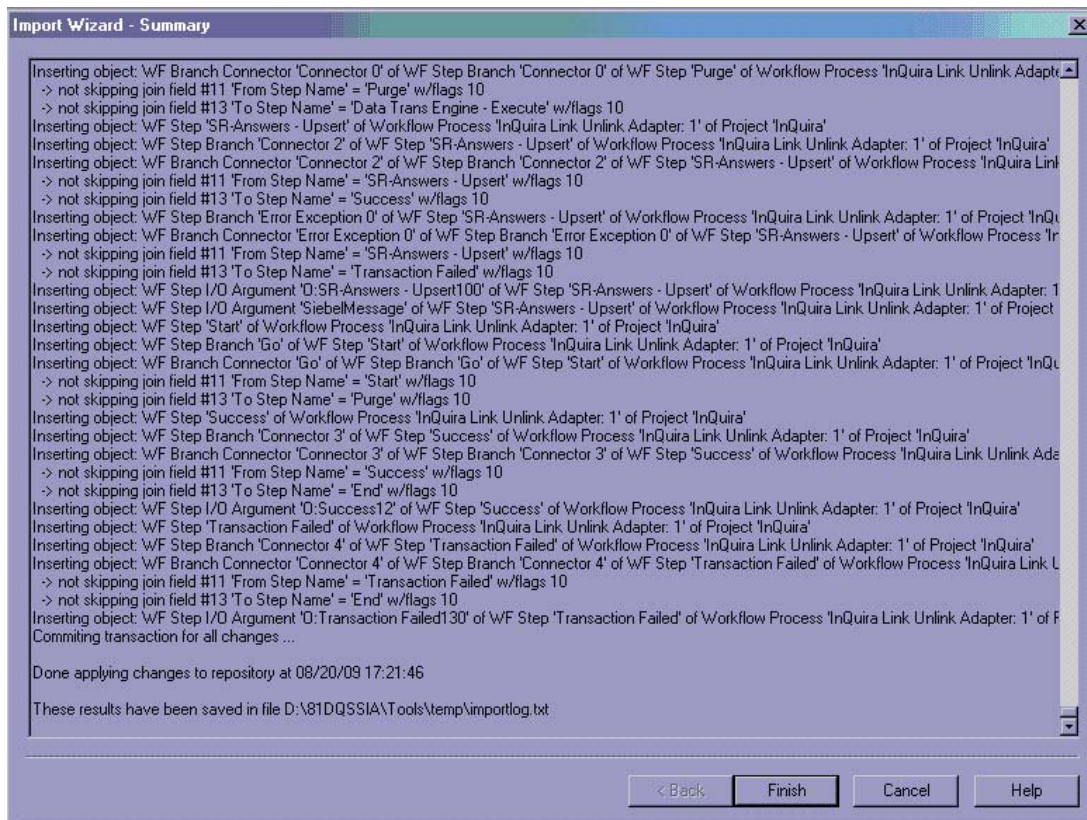 Import Wizard - Summary
Inserting object: WF Branch Connector 'Connector 0' of WF Step Branch 'Connector 0' of WF Step 'Purge' of Workflow Process 'InQuira Link Unlink Adapte
-> not skipping join field #11 'From Step Name' = 'Purge' w/flags 10
-> not skipping join field #13 'To Step Name' = 'Data Trans Engine - Execute' w/flags 10
Inserting object: WF Step 'SR-Answers - Upsert' of Workflow Process 'InQuira Link Unlink Adapter: 1' of Project 'InQuira'
Inserting object: WF Step Branch 'Connector 2' of WF Step 'SR-Answers - Upsert' of Workflow Process 'InQuira Link Unlink Adapter: 1' of Project 'InQuira'
Inserting object: WF Branch Connector 'Connector 2' of WF Step Branch 'Connector 2' of WF Step 'SR-Answers - Upsert' of Workflow Process 'InQuira Link
-> not skipping join field #11 'From Step Name' = 'SR-Answers - Upsert' w/flags 10
-> not skipping join field #13 'To Step Name' = 'Success' w/flags 10
Inserting object: WF Step Branch 'Error Exception 0' of WF Step 'SR-Answers - Upsert' of Workflow Process 'InQuira Link Unlink Adapter: 1' of Project 'InQu
Inserting object: WF Branch Connector 'Error Exception 0' of WF Step Branch 'Error Exception 0' of WF Step 'SR-Answers - Upsert' of Workflow Process 'In
-> not skipping join field #11 'From Step Name' = 'SR-Answers - Upsert' w/flags 10
-> not skipping join field #13 'To Step Name' = 'Transaction Failed' w/flags 10
Inserting object: WF Step I/O Argument 'O:SR-Answers - Upsert100' of WF Step 'SR-Answers - Upsert' of Workflow Process 'InQuira Link Unlink Adapter: 1
Inserting object: WF Step I/O Argument 'SiebelMessage' of WF Step 'SR-Answers - Upsert' of Workflow Process 'InQuira Link Unlink Adapter: 1' of Project
Inserting object: WF Step 'Start' of Workflow Process 'InQuira Link Unlink Adapter: 1' of Project 'InQuira'
Inserting object: WF Step Branch 'Go' of WF Step 'Start' of Workflow Process 'InQuira Link Unlink Adapter: 1' of Project 'InQuira'
Inserting object: WF Branch Connector 'Go' of WF Step Branch 'Go' of WF Step 'Start' of Workflow Process 'InQuira Link Unlink Adapter: 1' of Project 'InQu
-> not skipping join field #11 'From Step Name' = 'Start' w/flags 10
-> not skipping join field #13 'To Step Name' = 'Purge' w/flags 10
Inserting object: WF Step 'Success' of Workflow Process 'InQuira Link Unlink Adapter: 1' of Project 'InQuira'
Inserting object: WF Step Branch 'Connector 3' of WF Step 'Success' of Workflow Process 'InQuira Link Unlink Adapter: 1' of Project 'InQuira'
Inserting object: WF Branch Connector 'Connector 3' of WF Step Branch 'Connector 3' of WF Step 'Success' of Workflow Process 'InQuira Link Unlink Ada
-> not skipping join field #11 'From Step Name' = 'Success' w/flags 10
-> not skipping join field #13 'To Step Name' = 'End' w/flags 10
Inserting object: WF Step I/O Argument 'O:Success12' of WF Step 'Success' of Workflow Process 'InQuira Link Unlink Adapter: 1' of Project 'InQuira'
Inserting object: WF Step 'Transaction Failed' of Workflow Process 'InQuira Link Unlink Adapter: 1' of Project 'InQuira'
Inserting object: WF Step Branch 'Connector 4' of WF Step 'Transaction Failed' of Workflow Process 'InQuira Link Unlink Adapter: 1' of Project 'InQuira'
Inserting object: WF Branch Connector 'Connector 4' of WF Step Branch 'Connector 4' of WF Step 'Transaction Failed' of Workflow Process 'InQuira Link U
-> not skipping join field #11 'From Step Name' = 'Transaction Failed' w/flags 10
-> not skipping join field #13 'To Step Name' = 'End' w/flags 10
Inserting object: WF Step I/O Argument 'O:Transaction Failed130' of WF Step 'Transaction Failed' of Workflow Process 'InQuira Link Unlink Adapter: 1' of P
Commiting transaction for all changes ...
Done applying changes to repository at 08/20/09 17:21:46
These results have been saved in file D:\81DQSSIA\Tools\temp\importlog.txt
< Back
Finish
Cancel
Help